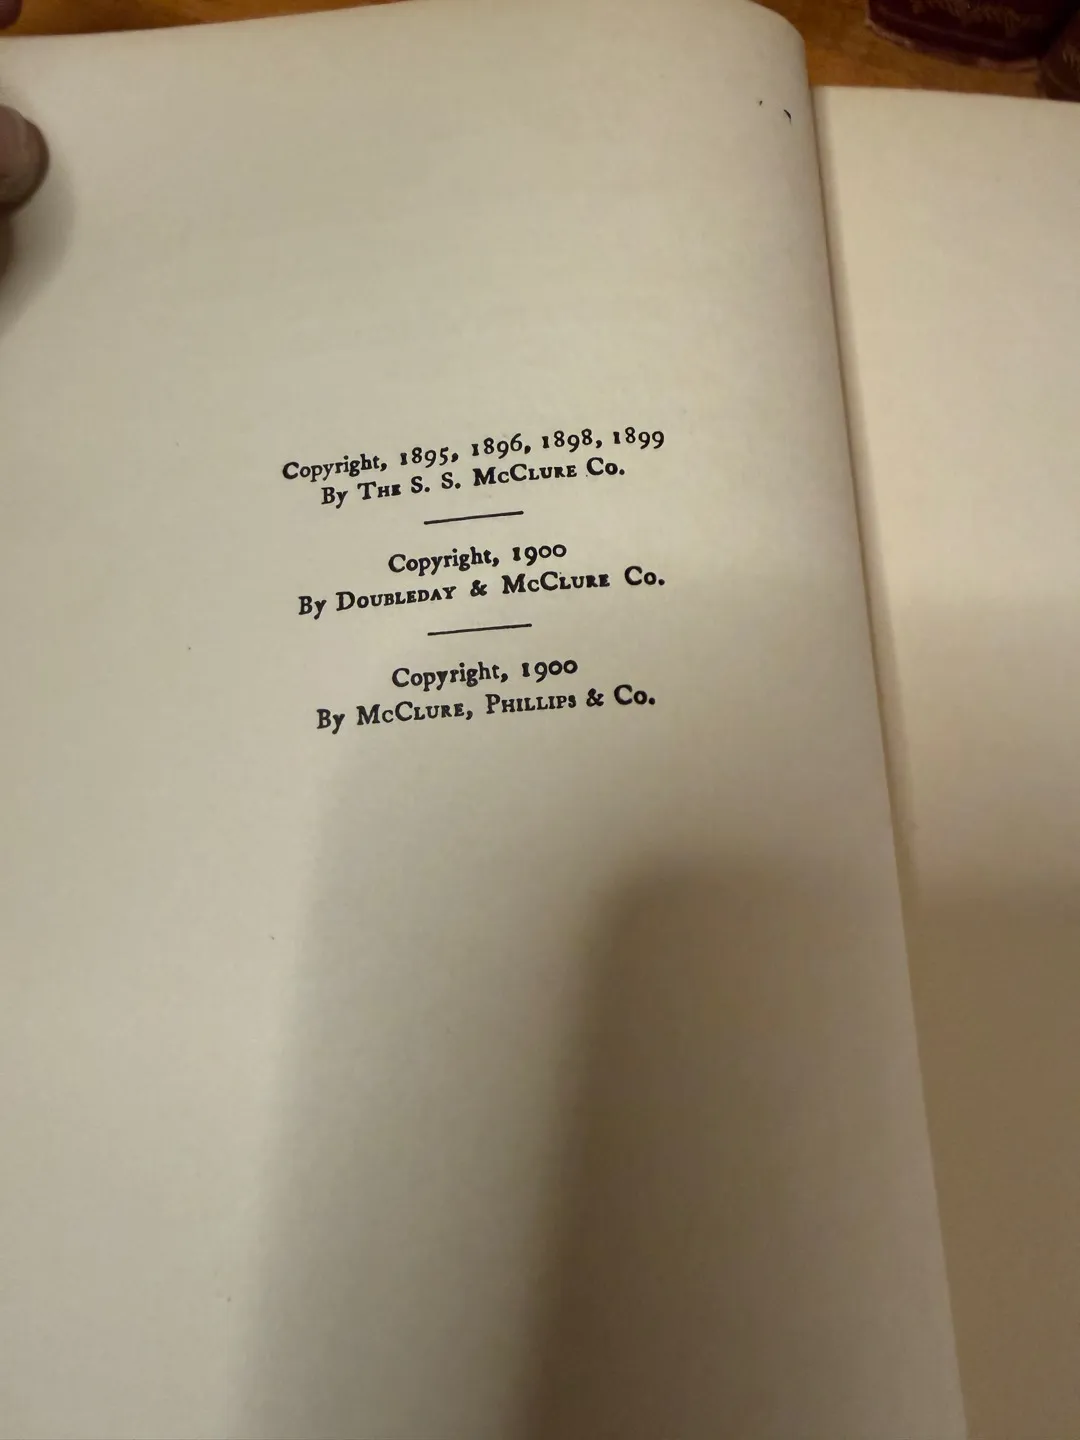 Copyright, 1895, 1896, 1898, 1899
By The S. S. McClure Co.
Copyright, 1900
By Doubleday & McClure Co.
Copyright, 1900
By McClure, Phillips & Co.